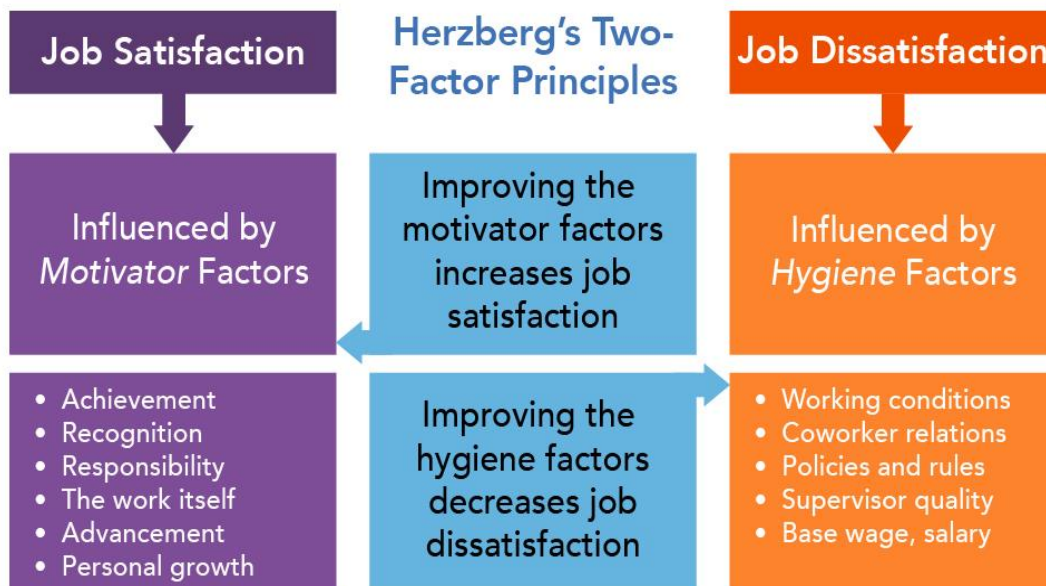 Job Satisfaction
Herzberg's Two-
Factor Principles
Job Dissatisfaction
Influenced by
Motivator Factors
Improving the
motivator factors
increases job
satisfaction
Influenced by
Hygiene Factors
• Achievement
• Recognition
• Responsibility
• The work itself
• Advancement
• Personal growth
Improving the
hygiene factors
decreases job
dissatisfaction
• Working conditions
• Coworker relations
• Policies and rules
• Supervisor quality
• Base wage, salary